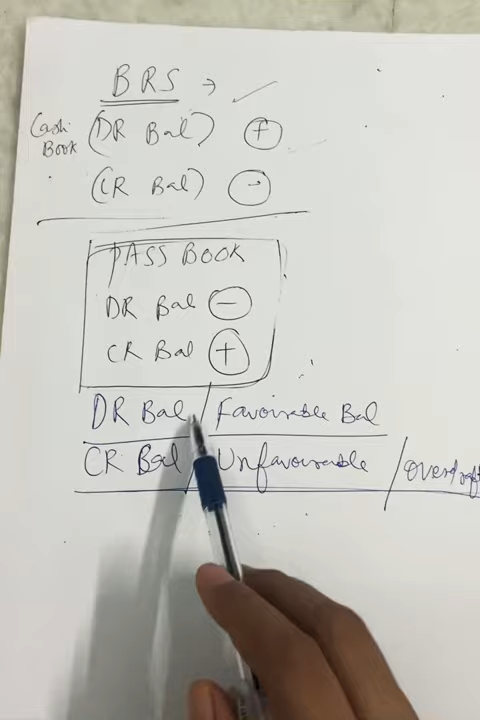 BRS →
Cash Book (DR Bal) +
(CR Bal) -
PASS BOOK
DR Bal -
CR Bal +
DR Bal / Favourable Bal
CR Bal / Unfavourable / overdraft